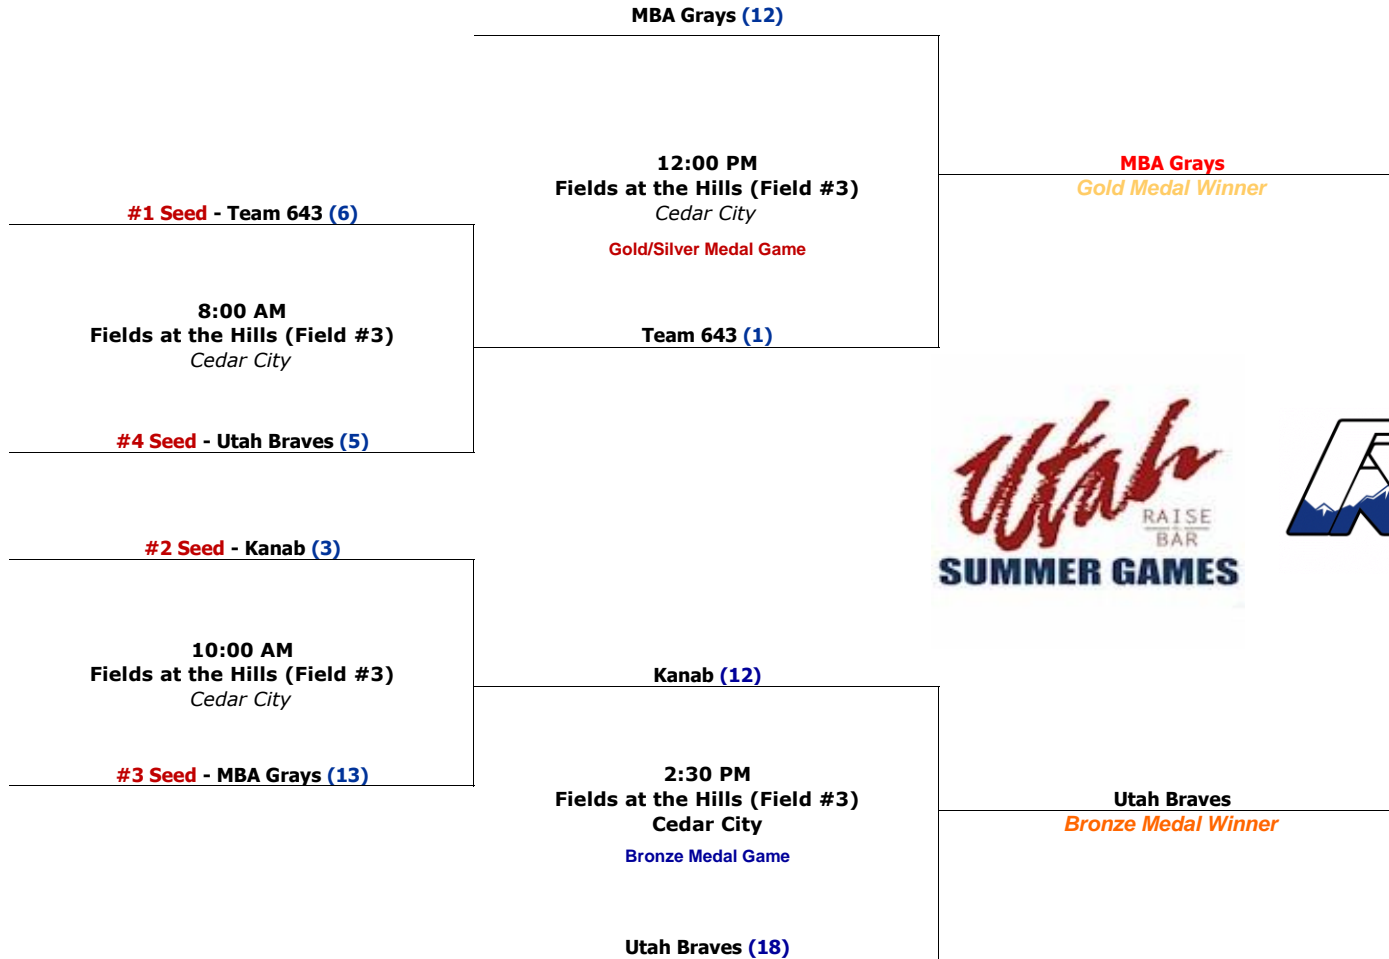 MBA Grays (12)
12:00 PM
Fields at the Hills (Field #3)
Cedar City
Gold/Silver Medal Game
MBA Grays
Gold Medal Winner
#1 Seed - Team 643 (6)
8:00 AM
Fields at the Hills (Field #3)
Cedar City
Team 643 (1)
#4 Seed - Utah Braves (5)
Utah
RAISE
BAR
SUMMER GAMES
#2 Seed - Kanab (3)
10:00 AM
Fields at the Hills (Field #3)
Cedar City
Kanab (12)
#3 Seed - MBA Grays (13)
2:30 PM
Fields at the Hills (Field #3)
Cedar City
Bronze Medal Game
Utah Braves
Bronze Medal Winner
Utah Braves (18)